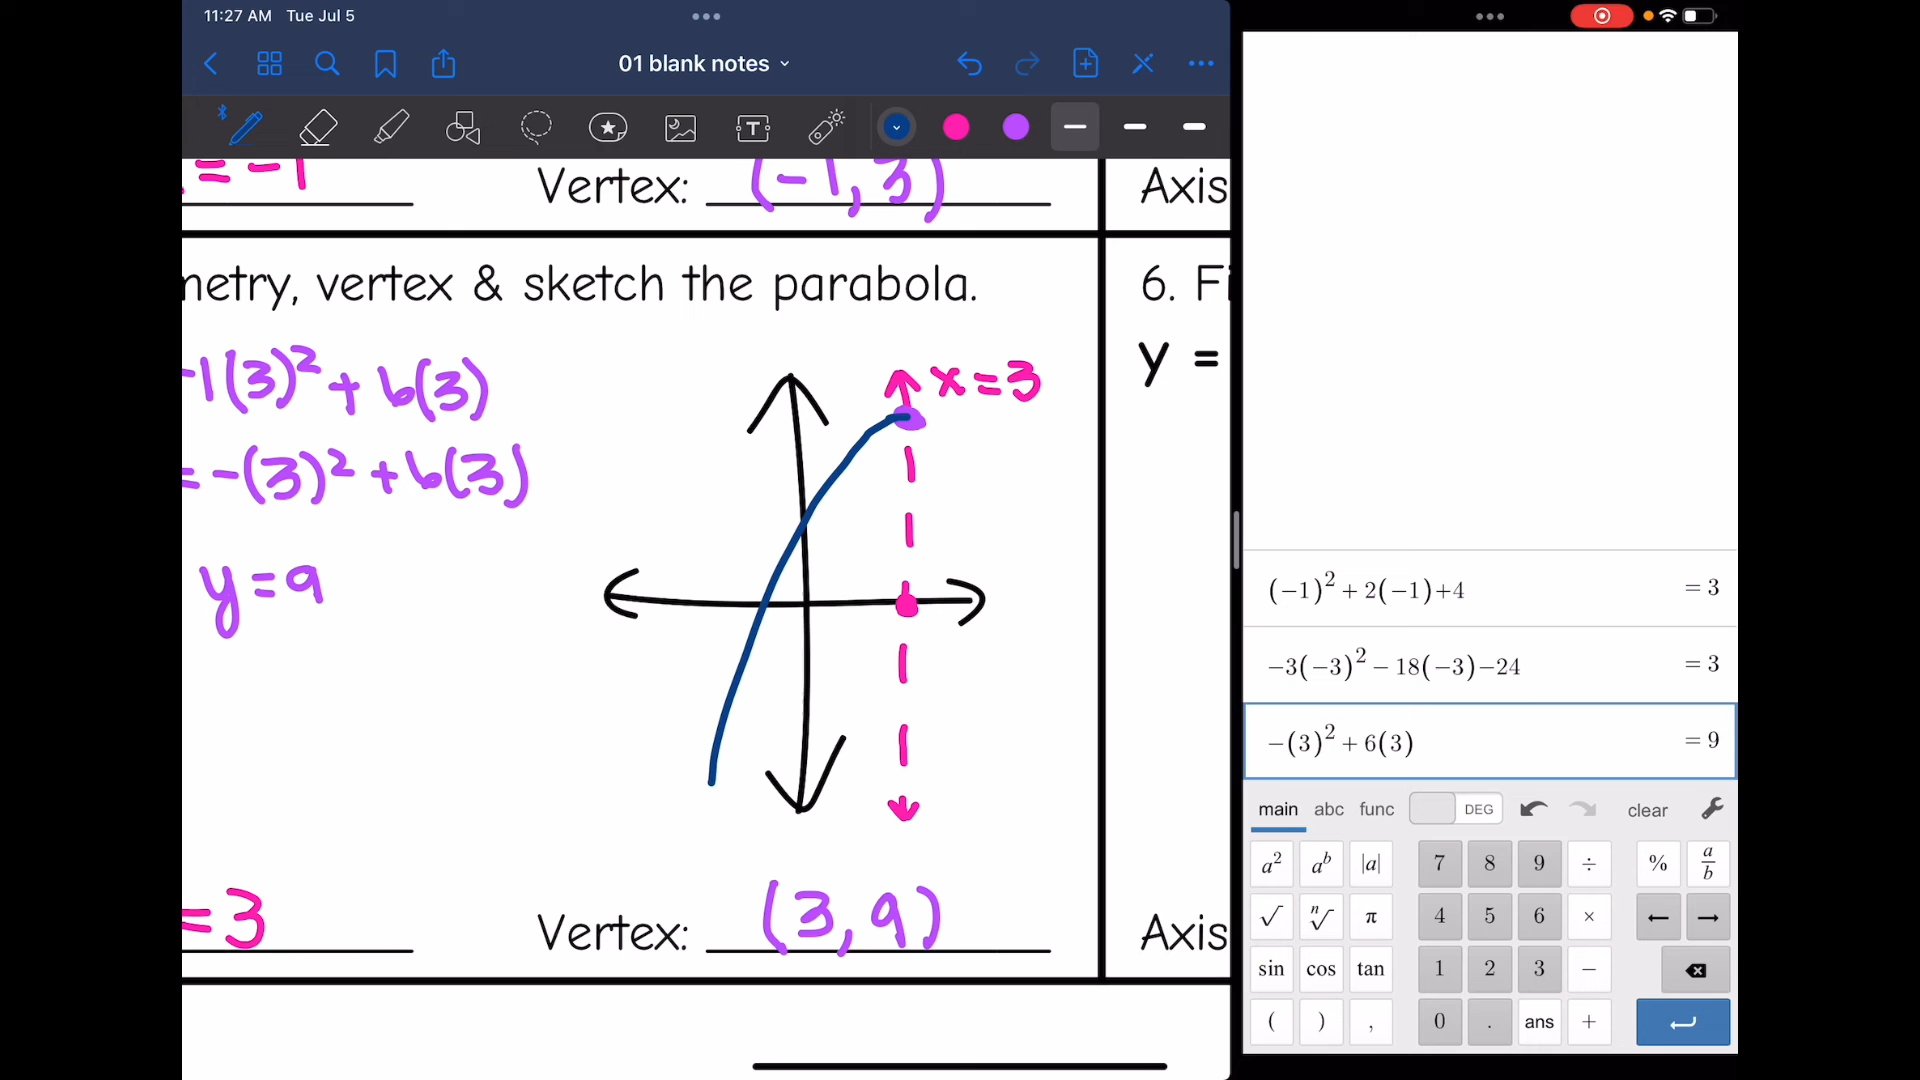 11:27 AM Tue Jul 5
01 blank notes
= -1
Vertex: (-1, 3)
Axis
metry, vertex & sketch the parabola.
6. Fi
-1(3)² + 6(3)
= -(3)² + 6(3)
y = 9
x = 3
y =
= 3
Vertex: (3, 9)
Axis
(−1)² + 2(−1)+4 = 3
−3(−3)² − 18(−3)−24 = 3
−(3)² + 6(3) = 9
main abc func DEG clear
a² aᵇ |a| 7 8 9 ÷ % a/b
√ ⁿ√ π 4 5 6 × ← →
sin cos tan 1 2 3 −
( ) , 0 . ans +